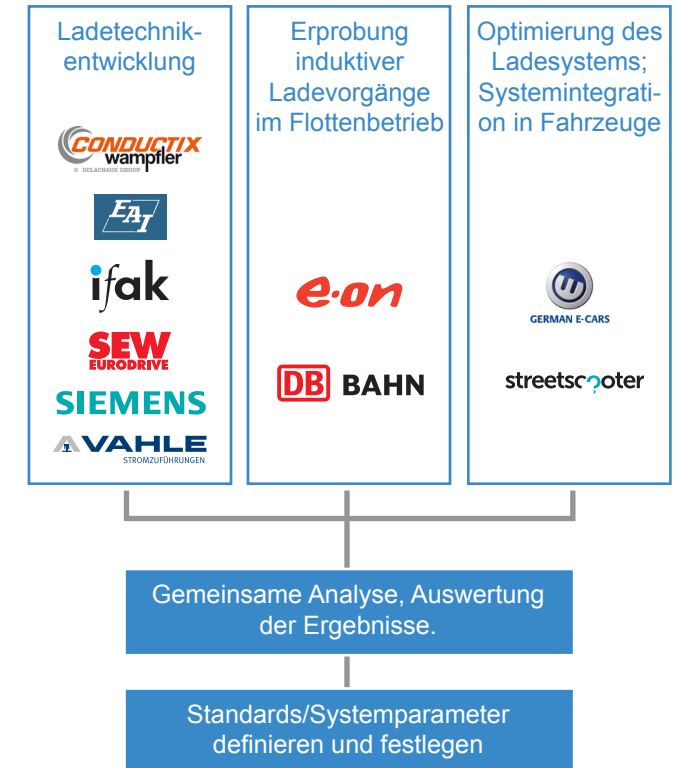 Ladetechnik-
entwicklung
CONDUCTIX
wampfler
© DELACHAUX GROUP
EAI
ifak
SEW
EURODRIVE
SIEMENS
VAHLE
STROMZUFÜHRUNGEN
Erprobung
induktiver
Ladevorgänge
im Flottenbetrieb
e·on
DB BAHN
Optimierung des
Ladesystems;
Systemintegrati-
on in Fahrzeuge
GERMAN E-CARS
streetscooter
Gemeinsame Analyse, Auswertung
der Ergebnisse.
Standards/Systemparameter
definieren und festlegen